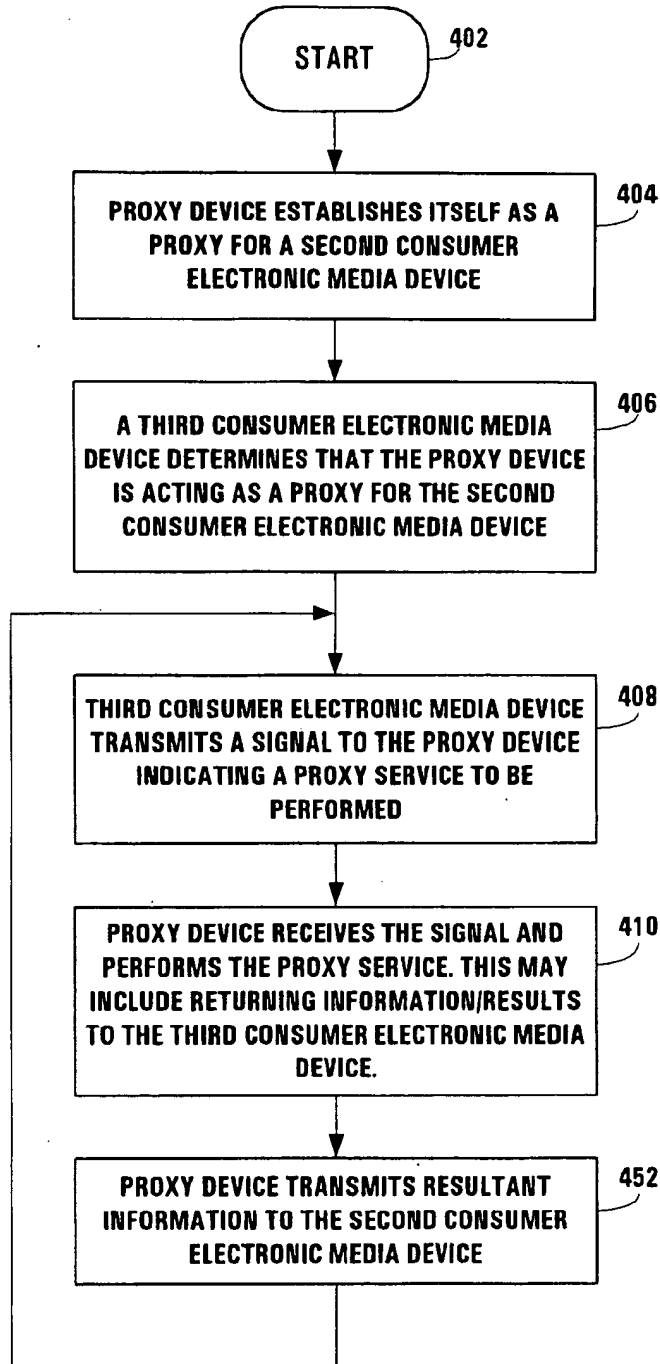 START
402
PROXY DEVICE ESTABLISHES ITSELF AS A
PROXY FOR A SECOND CONSUMER
ELECTRONIC MEDIA DEVICE
404
A THIRD CONSUMER ELECTRONIC MEDIA
DEVICE DETERMINES THAT THE PROXY DEVICE
IS ACTING AS A PROXY FOR THE SECOND
CONSUMER ELECTRONIC MEDIA DEVICE
406
THIRD CONSUMER ELECTRONIC MEDIA DEVICE
TRANSMITS A SIGNAL TO THE PROXY DEVICE
INDICATING A PROXY SERVICE TO BE
PERFORMED
408
PROXY DEVICE RECEIVES THE SIGNAL AND
PERFORMS THE PROXY SERVICE. THIS MAY
INCLUDE RETURNING INFORMATION/RESULTS
TO THE THIRD CONSUMER ELECTRONIC MEDIA
DEVICE.
410
PROXY DEVICE TRANSMITS RESULTANT
INFORMATION TO THE SECOND CONSUMER
ELECTRONIC MEDIA DEVICE
452